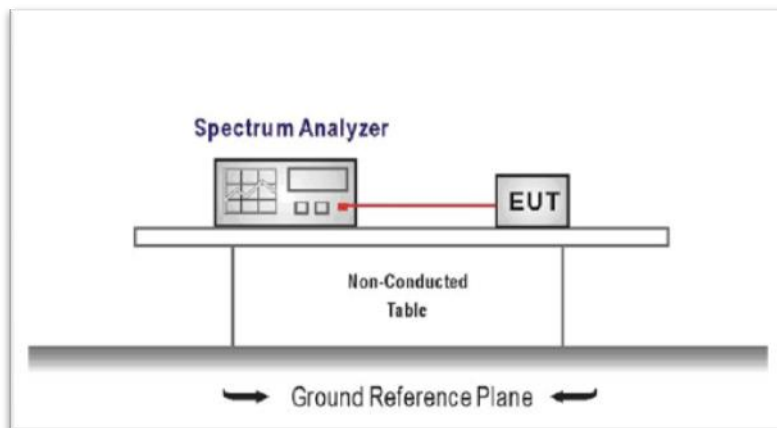 Spectrum Analyzer
EUT
Non-Conducted
Table
Ground Reference Plane